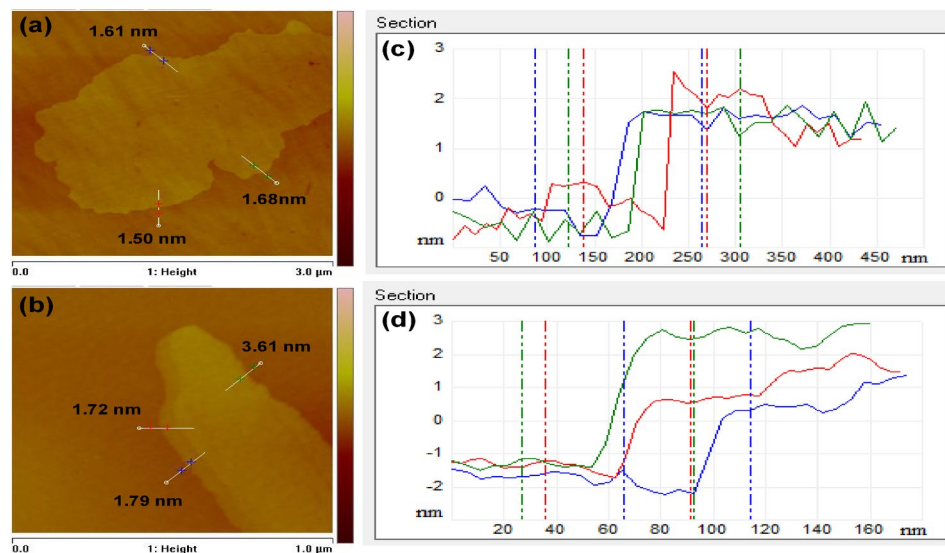 (a)
1.61 nm
1.68nm
1.50 nm
0.0 1: Height 3.0 µm
(b)
3.61 nm
1.72 nm
1.79 nm
0.0 1: Height 1.0 µm
Section
(c)
3
2
1
0
nm
50 100 150 200 250 300 350 400 450 nm
Section
(d)
3
2
1
0
-1
-2
nm
20 40 60 80 100 120 140 160 nm